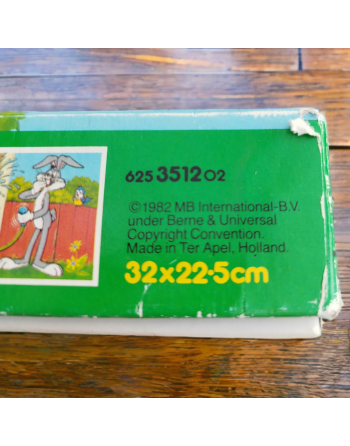 625 3512 02
©1982 MB International-B.V.
under Berne & Universal
Copyright Convention.
Made in Ter Apel, Holland.
32x22·5cm